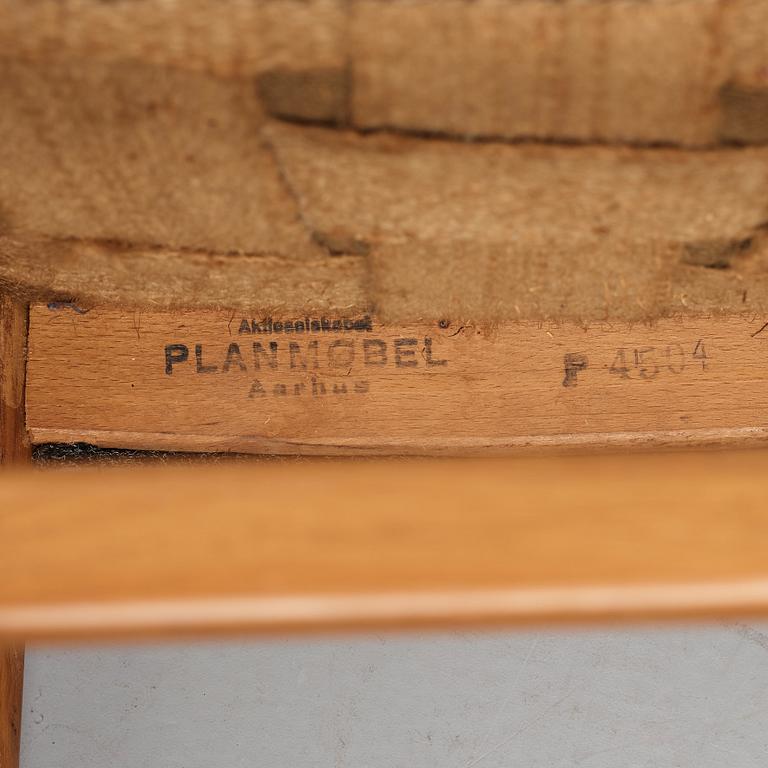 Aktieselskabet
PLANMØBEL
Aarhus
P 4504